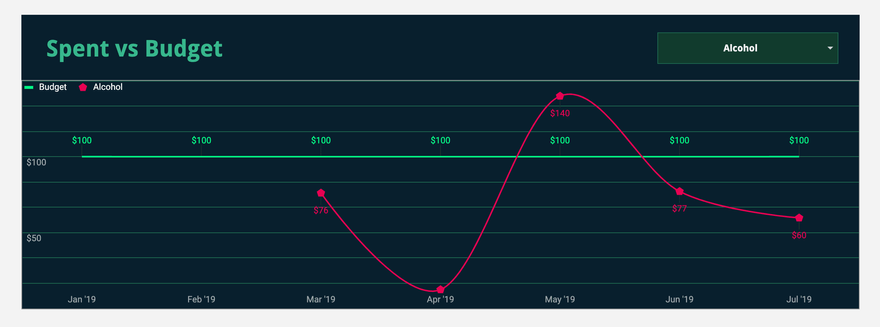 Spent vs Budget
Alcohol
Budget Alcohol
$140
$100 $100 $100 $100 $100 $100 $100
$100
$76 $77
$60
$50
Jan '19 Feb '19 Mar '19 Apr '19 May '19 Jun '19 Jul '19